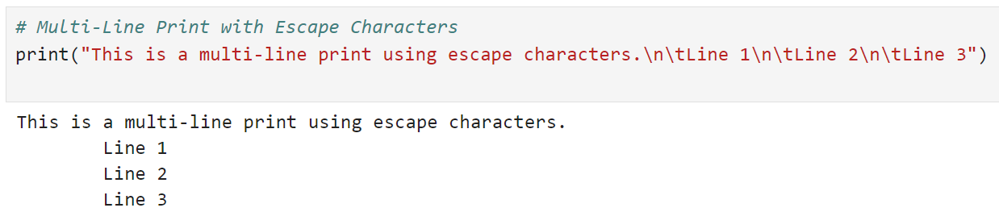 # Multi-Line Print with Escape Characters
print("This is a multi-line print using escape characters.\n\tLine 1\n\tLine 2\n\tLine 3")
This is a multi-line print using escape characters.
Line 1
Line 2
Line 3